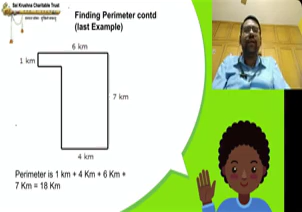 Sai Krushna Charitable Trust
Finding Perimeter contd
(last Example)
6 km
1 km
7 km
4 km
Perimeter is 1 km + 4 Km + 6 Km +
7 Km = 18 Km